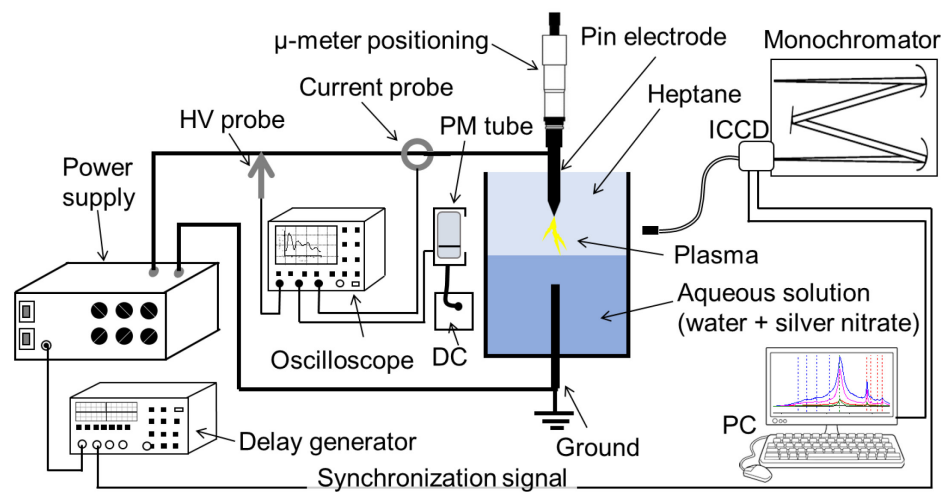 μ-meter positioning
Pin electrode
Monochromator
Current probe
Heptane
HV probe
PM tube
ICCD
Power
supply
Plasma
Aqueous solution
(water + silver nitrate)
Oscilloscope
DC
PC
Delay generator
Ground
Synchronization signal